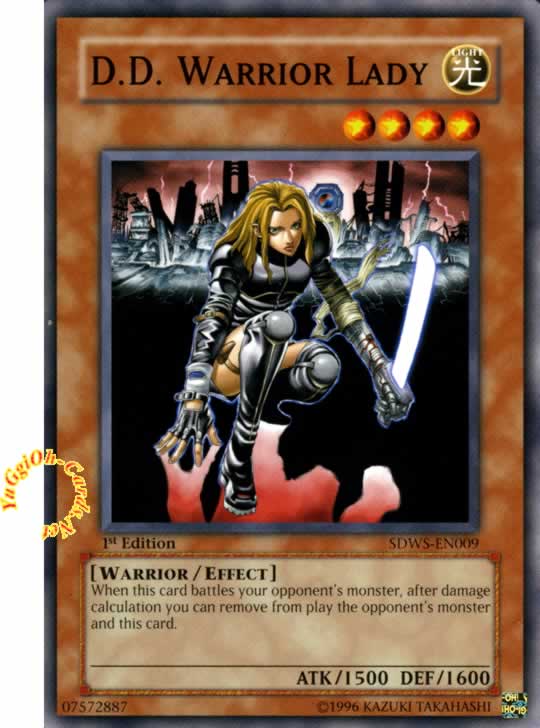 D.D. WARRIOR LADY
LIGHT
光
1st Edition
SDWS-EN009
[WARRIOR/EFFECT]
When this card battles your opponent's monster, after damage
calculation you can remove from play the opponent's monster
and this card.
ATK/1500 DEF/1600
07572887
©1996 KAZUKI TAKAHASHI
YuGgiOh-Cards.Net